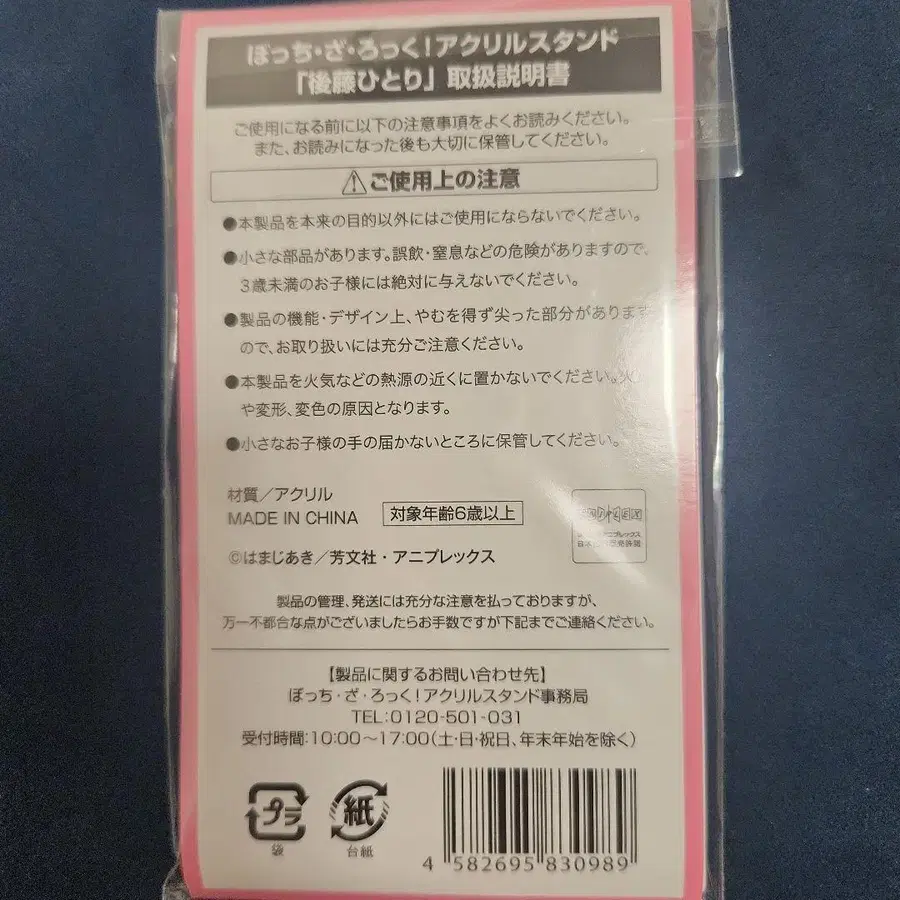 ぼっち・ざ・ろっく！アクリルスタンド
「後藤ひとり」取扱説明書
ご使用になる前に以下の注意事項をよくお読みください。
また、お読みになった後も大切に保管してください。
ご使用上の注意
●本製品を本来の目的以外にはご使用にならないでください。
●小さな部品があります。誤飲・窒息などの危険がありますので、
3歳未満のお子様には絶対に与えないでください。
●製品の機能・デザイン上、やむを得ず尖った部分があります
ので、お取り扱いには充分ご注意ください。
●本製品を火気などの熱源の近くに置かないでください。
や変形、変色の原因となります。
●小さなお子様の手の届かないところに保管してください。
材質／アクリル
MADE IN CHINA
対象年齢6歳以上
©はまじあき／芳文社・アニプレックス
製品の管理、発送には充分な注意を払っておりますが、
万一不都合な点がございましたらお手数ですが下記までご連絡ください。
【製品に関するお問い合わせ先】
ぼっち・ざ・ろっく！アクリルスタンド事務局
TEL:0120-501-031
受付時間:10:00～17:00(土・日・祝日、年末年始を除く)
プラ
袋
紙
台紙
4 582695 830989